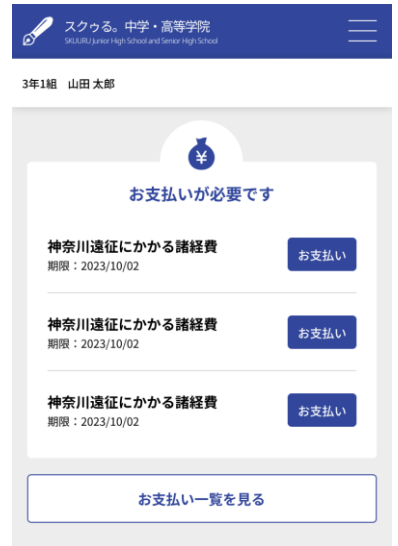 スクゥる。中学・高等学院
SKUURU Junior High School and Senior High School
3年1組 山田 太郎
¥
お支払いが必要です
神奈川遠征にかかる諸経費
お支払い
期限：2023/10/02
神奈川遠征にかかる諸経費
お支払い
期限：2023/10/02
神奈川遠征にかかる諸経費
お支払い
期限：2023/10/02
お支払い一覧を見る